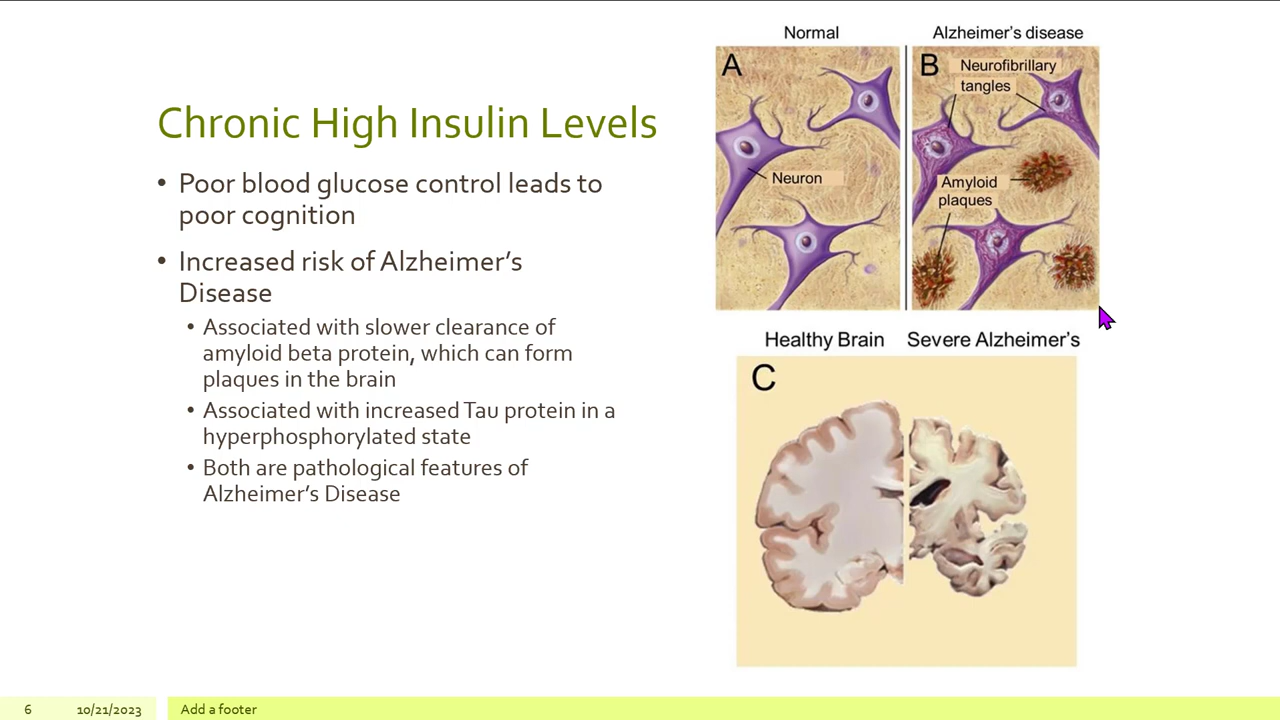 Chronic High Insulin Levels
• Poor blood glucose control leads to
poor cognition
• Increased risk of Alzheimer’s
Disease
• Associated with slower clearance of
amyloid beta protein, which can form
plaques in the brain
• Associated with increased Tau protein in a
hyperphosphorylated state
• Both are pathological features of
Alzheimer’s Disease
Normal
Alzheimer’s disease
A
B
Neurofibrillary
tangles
Neuron
Amyloid
plaques
Healthy Brain
Severe Alzheimer’s
C
6
10/21/2023
Add a footer